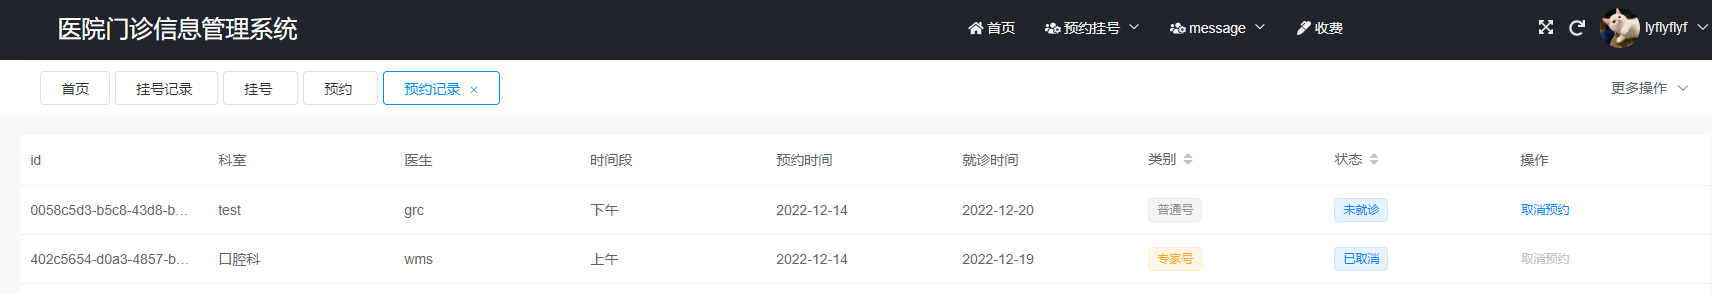 医院门诊信息管理系统 首页 预约挂号 message 收费 lyflyflyf
首页 挂号记录 挂号 预约 预约记录 × 更多操作
id 科室 医生 时间段 预约时间 就诊时间 类别 状态 操作
0058c5d3-b5c8-43d8-b... test grc 下午 2022-12-14 2022-12-20 普通号 未就诊 取消预约
402c5654-d0a3-4857-b... 口腔科 wms 上午 2022-12-14 2022-12-19 专家号 已取消 取消预约